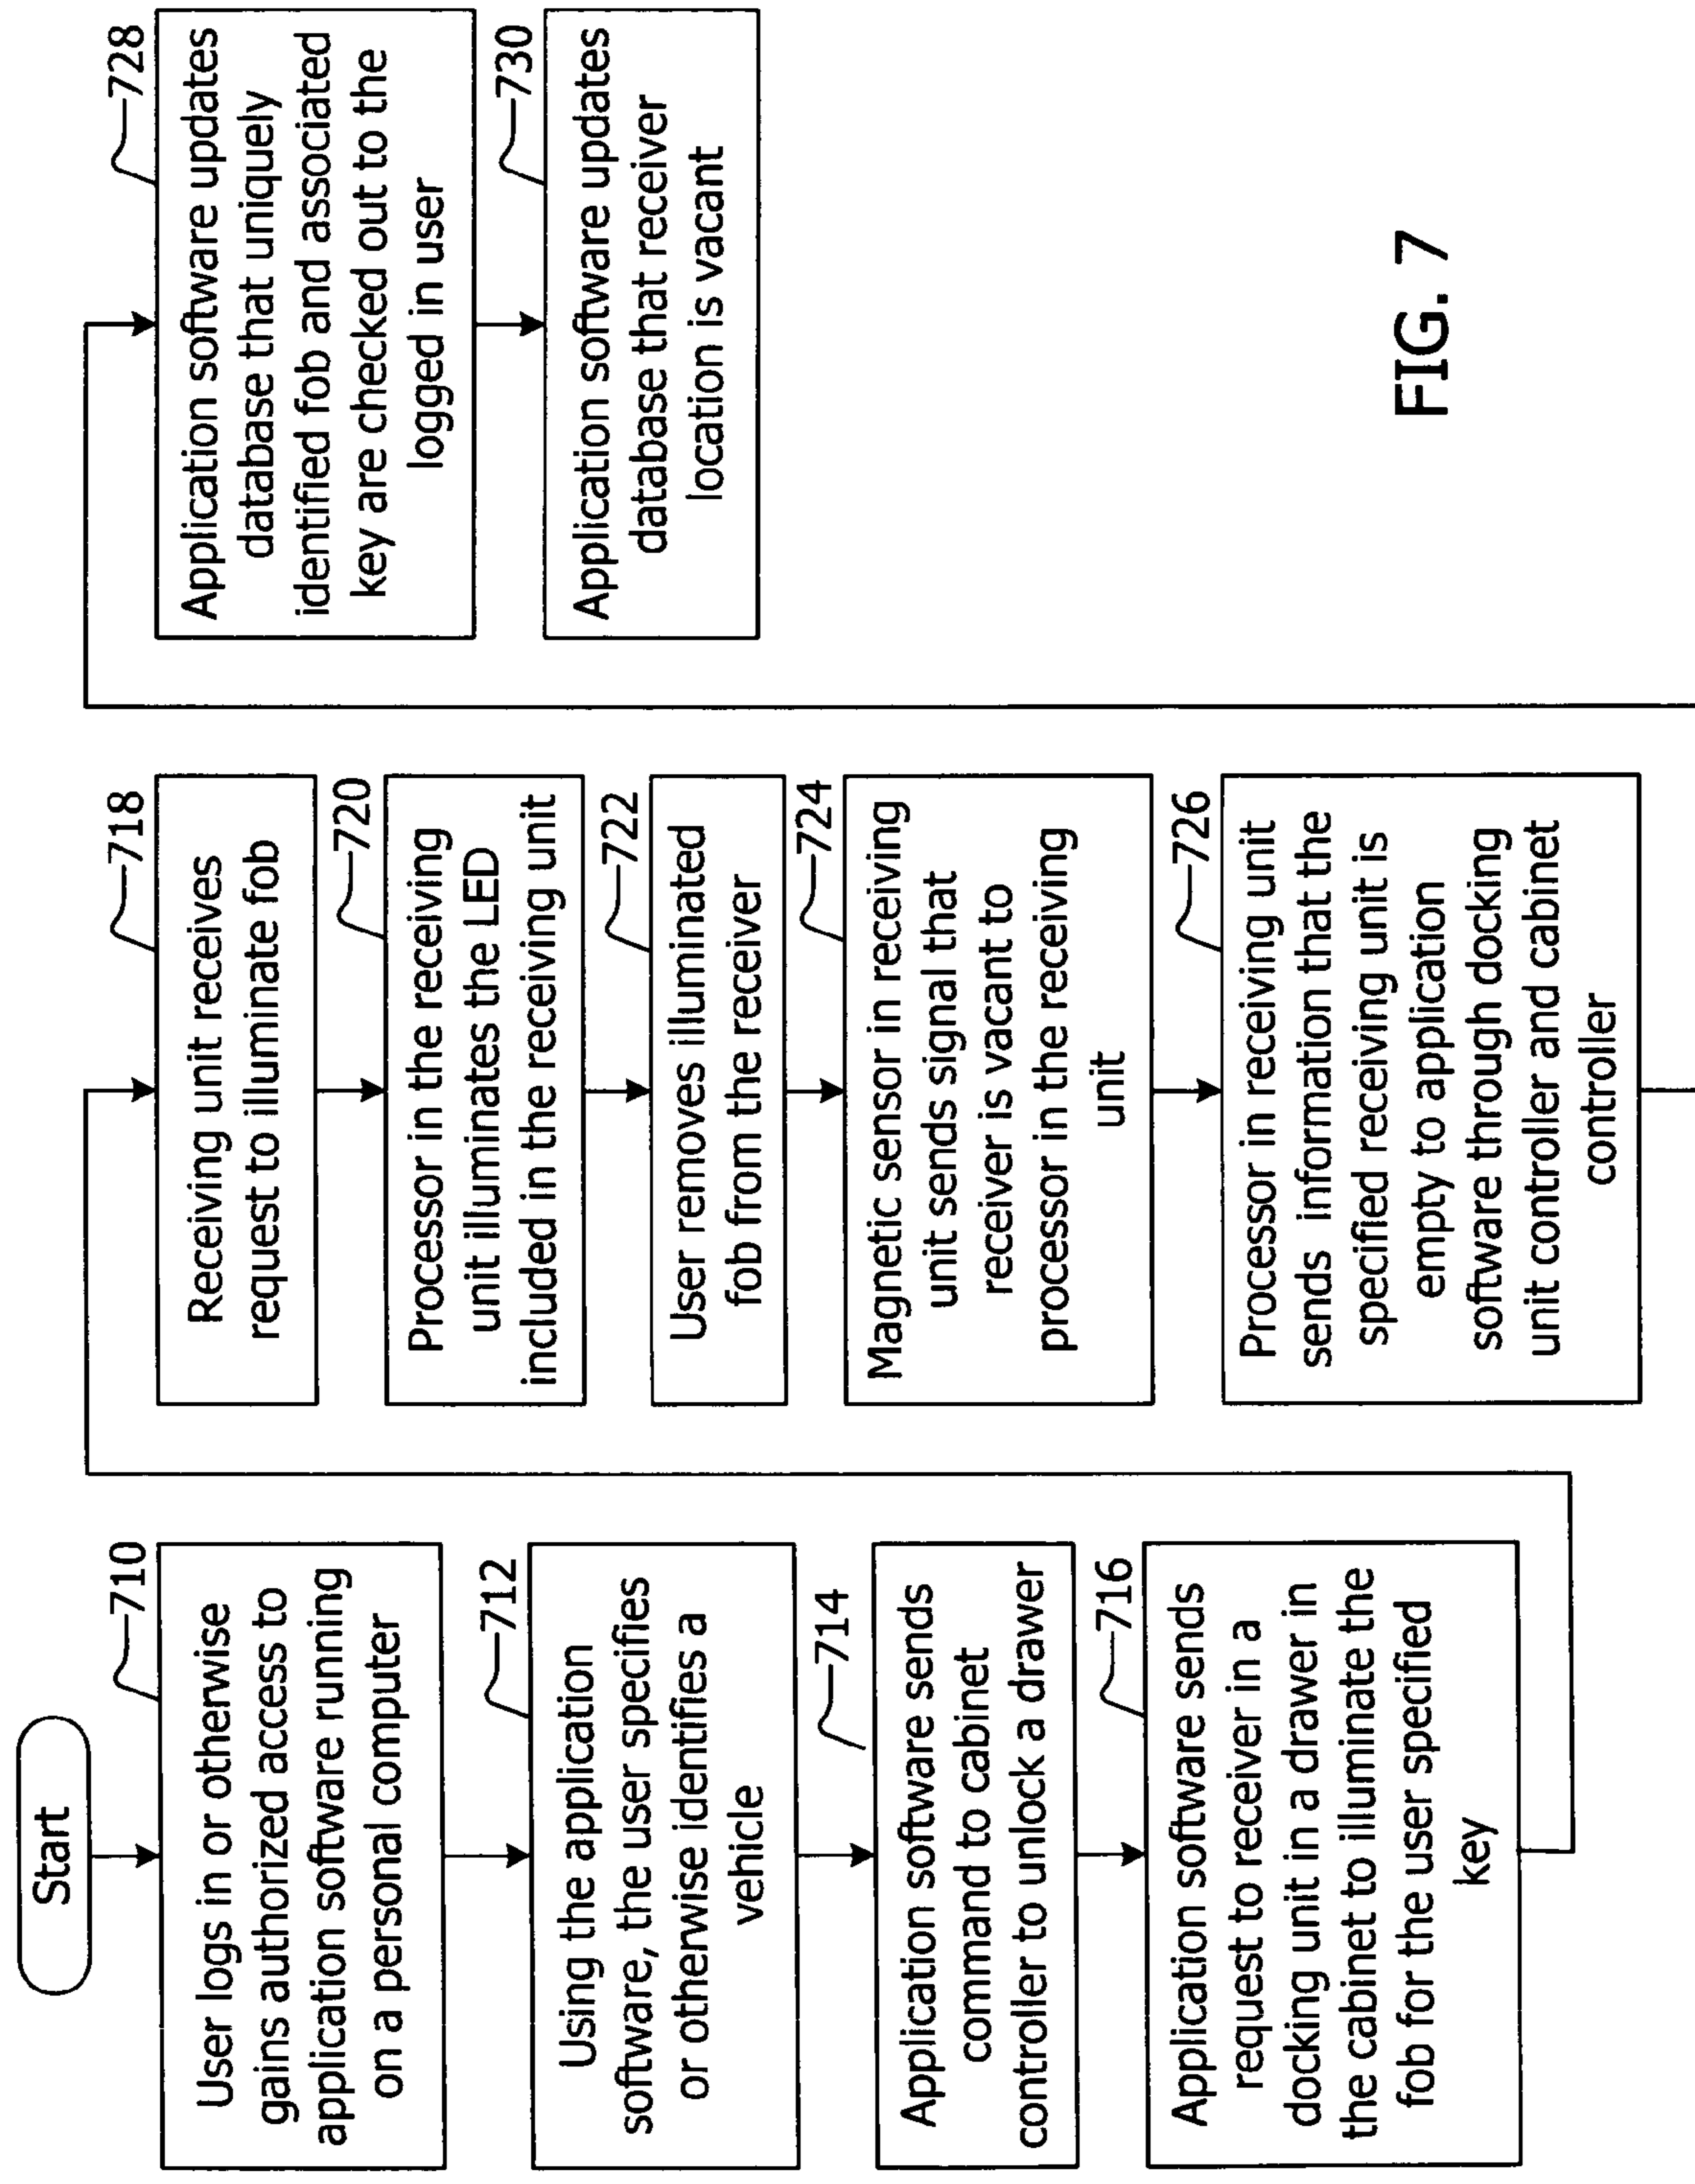 Start
710
User logs in or otherwise
gains authorized access to
application software running
on a personal computer
712
Using the application
software, the user specifies
or otherwise identifies a
vehicle
714
Application software sends
command to cabinet
controller to unlock a drawer
716
Application software sends
request to receiver in a
docking unit in a drawer in
the cabinet to illuminate the
fob for the user specified
key
718
Receiving unit receives
request to illuminate fob
720
Processor in the receiving
unit illuminates the LED
included in the receiving unit
722
User removes illuminated
fob from the receiver
724
Magnetic sensor in receiving
unit sends signal that
receiver is vacant to
processor in the receiving
unit
726
Processor in receiving unit
sends information that the
specified receiving unit is
empty to application
software through docking
unit controller and cabinet
controller
728
Application software updates
database that uniquely
identified fob and associated
key are checked out to the
logged in user
730
Application software updates
database that receiver
location is vacant
FIG. 7